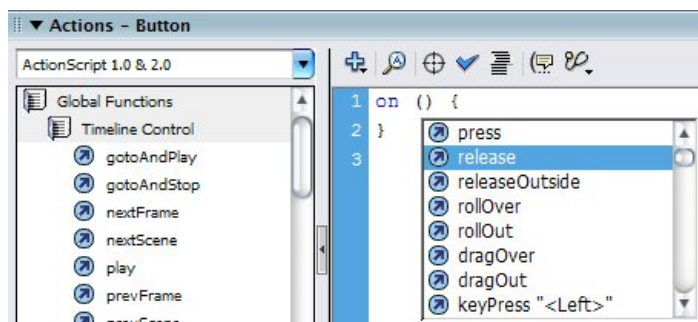 Actions - Button
ActionScript 1.0 & 2.0
Global Functions
Timeline Control
gotoAndPlay
gotoAndStop
nextFrame
nextScene
play
prevFrame
prevScene
1 on () {
2 }
3
press
release
releaseOutside
rollOver
rollOut
dragOver
dragOut
keyPress "<Left>"